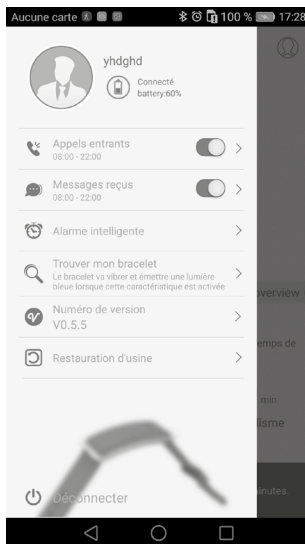 Aucune carte 100 % 17:28
yhdghd
Connecté
battery:60%
Appels entrants
08:00 - 22:00
Messages reçus
08:00 - 22:00
Alarme intelligente
Trouver mon bracelet
Le bracelet va vibrer et émettre une lumière
bleue lorsque cette caractéristique est activée
overview
Numéro de version
V0.5.5
emps de
Restauration d'usine
min
lisme
Déconnecter
inutes.